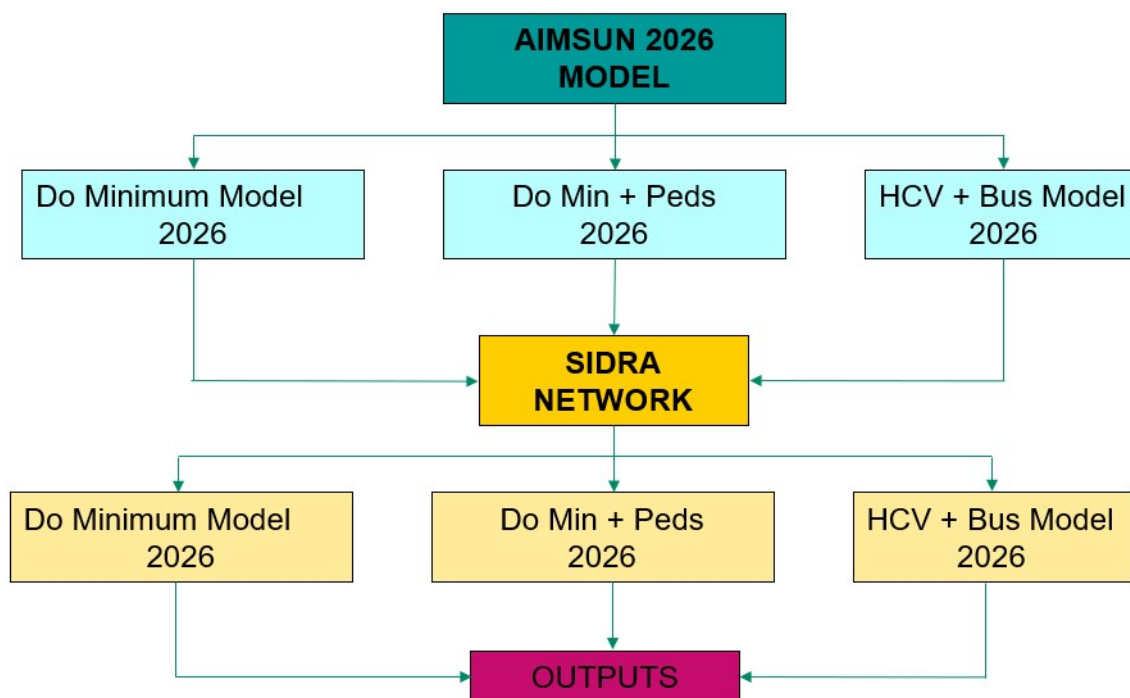 AIMSUN 2026
MODEL
Do Minimum Model
2026
Do Min + Peds
2026
HCV + Bus Model
2026
SIDRA
NETWORK
Do Minimum Model
2026
Do Min + Peds
2026
HCV + Bus Model
2026
OUTPUTS